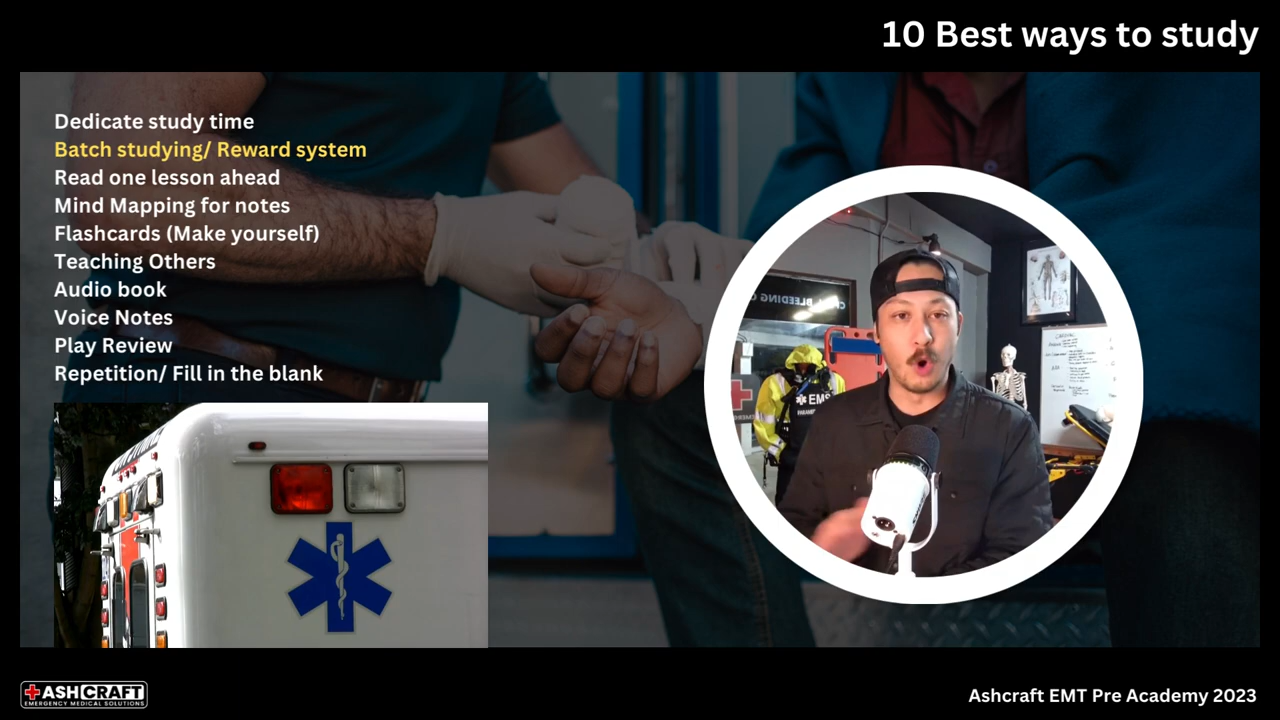 10 Best ways to study
Dedicate study time
Batch studying/ Reward system
Read one lesson ahead
Mind Mapping for notes
Flashcards (Make yourself)
Teaching Others
Audio book
Voice Notes
Play Review
Repetition/ Fill in the blank
EMS
ASHCRAFT
EMERGENCY MEDICAL SOLUTIONS
Ashcraft EMT Pre Academy 2023